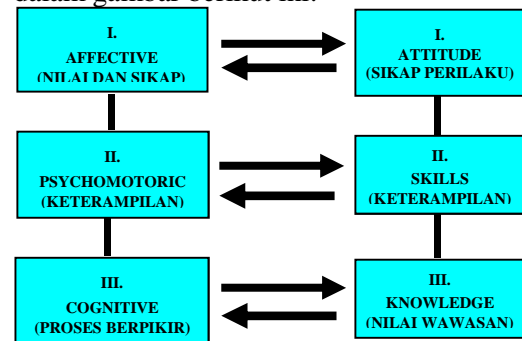 dalam gambar berikut ini:
I.
AFFECTIVE
(NILAI DAN SIKAP)
I.
ATTITUDE
(SIKAP PERILAKU)
II.
PSYCHOMOTORIC
(KETERAMPILAN)
II.
SKILLS
(KETERAMPILAN)
III.
COGNITIVE
(PROSES BERPIKIR)
III.
KNOWLEDGE
(NILAI WAWASAN)